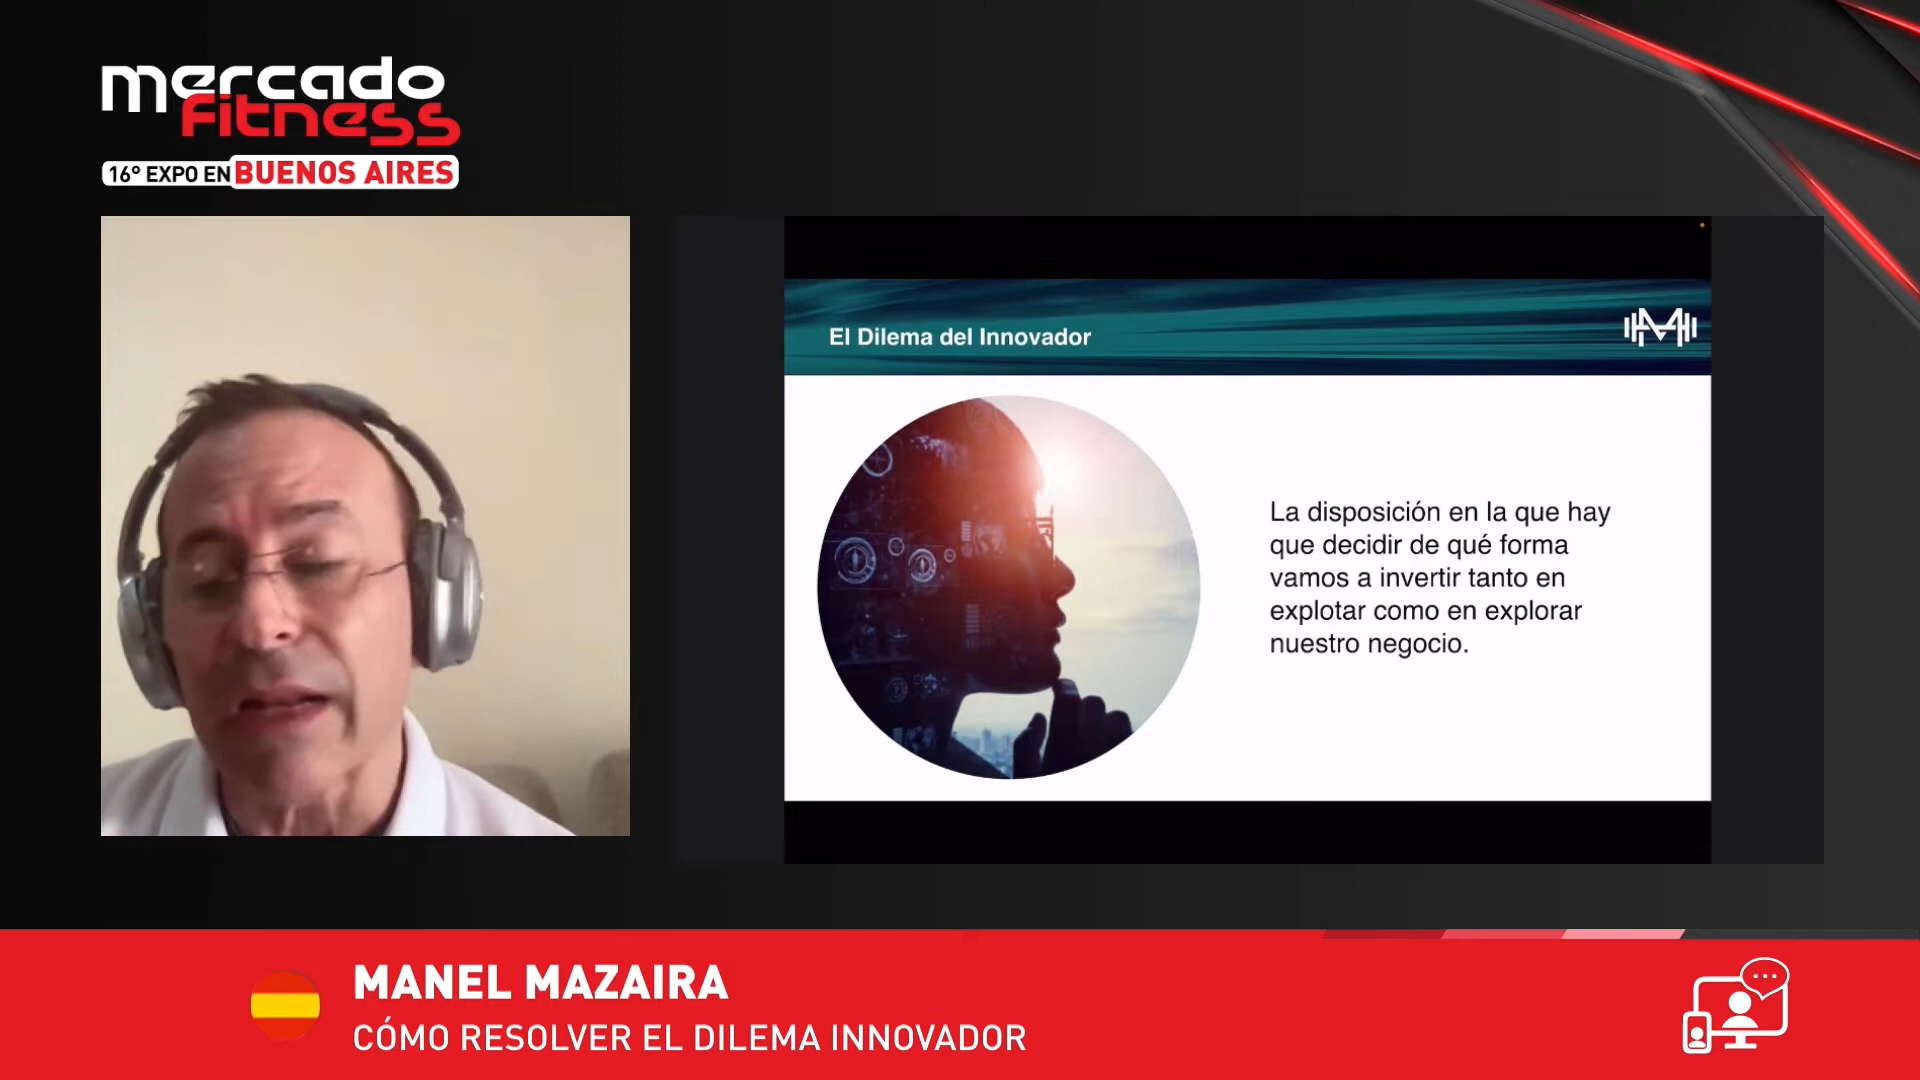 mercado
fitness
16° EXPO EN BUENOS AIRES
El Dilema del Innovador
La disposición en la que hay
que decidir de qué forma
vamos a invertir tanto en
explotar como en explorar
nuestro negocio.
MANEL MAZAIRA
CÓMO RESOLVER EL DILEMA INNOVADOR